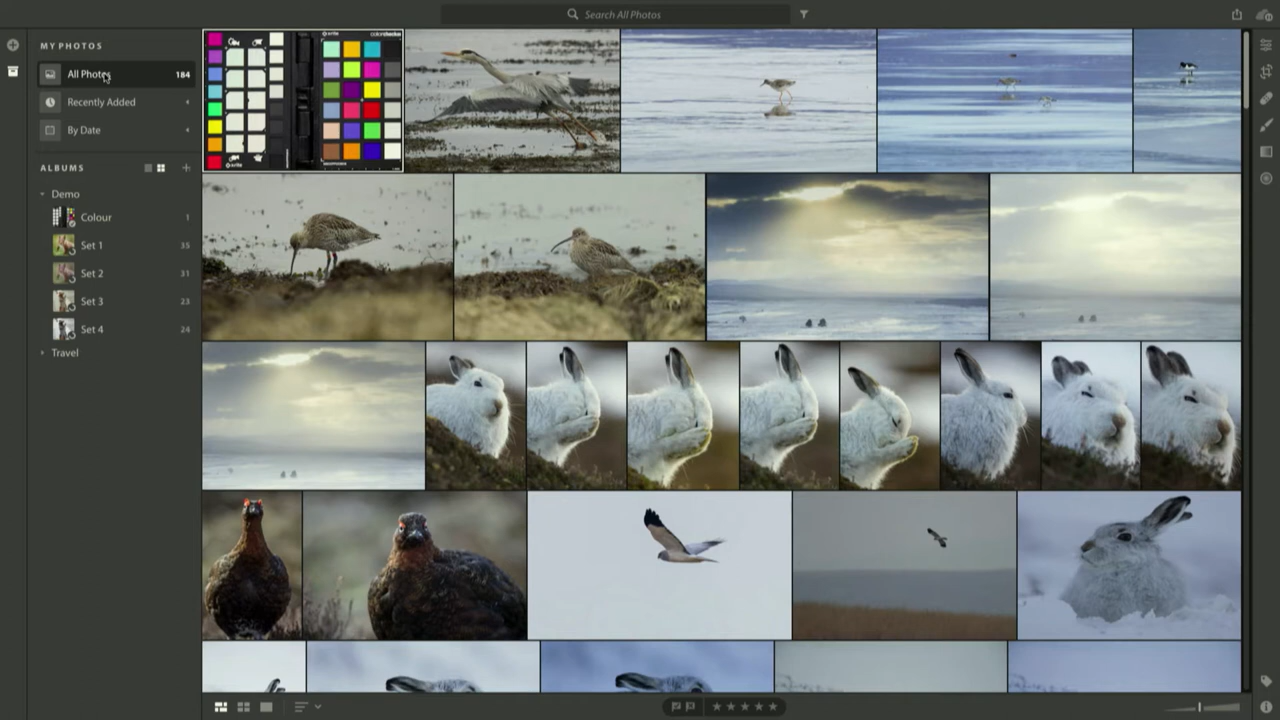 Search All Photos
MY PHOTOS
All Photos 184
Recently Added
By Date
ALBUMS
Demo
Colour 1
Set 1 35
Set 2 31
Set 3 23
Set 4 24
Travel